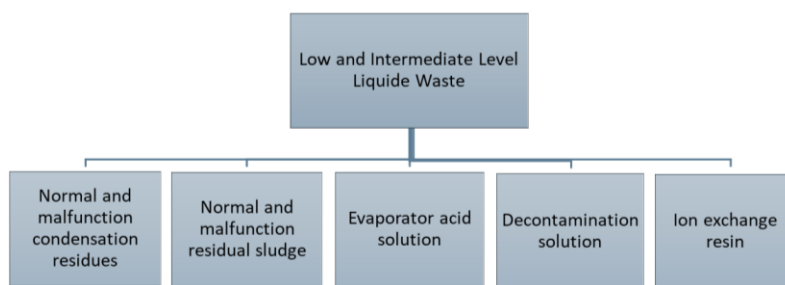 Low and Intermediate Level
Liquide Waste
Normal and
malfunction
condensation
residues
Normal and
malfunction
residual sludge
Evaporator acid
solution
Decontamination
solution
Ion exchange
resin